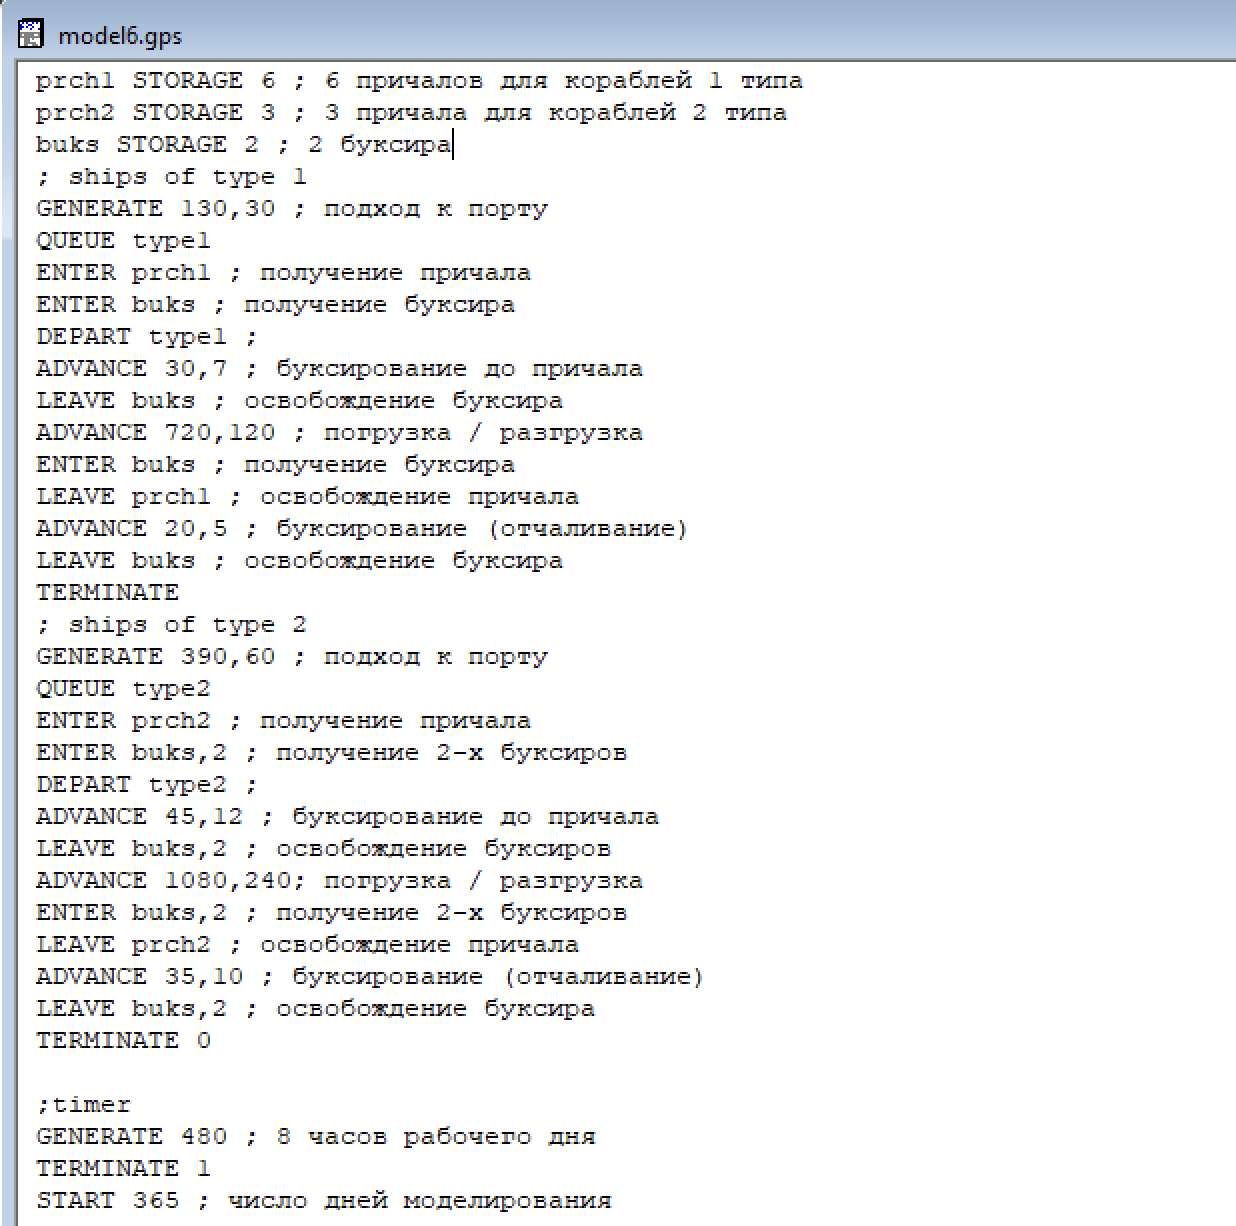 model6.gps
prch1 STORAGE 6 ; 6 причалов для кораблей 1 типа
prch2 STORAGE 3 ; 3 причала для кораблей 2 типа
buks STORAGE 2 ; 2 буксира
; ships of type 1
GENERATE 130,30 ; подход к порту
QUEUE type1
ENTER prch1 ; получение причала
ENTER buks ; получение буксира
DEPART type1 ;
ADVANCE 30,7 ; буксирование до причала
LEAVE buks ; освобождение буксира
ADVANCE 720,120 ; погрузка / разгрузка
ENTER buks ; получение буксира
LEAVE prch1 ; освобождение причала
ADVANCE 20,5 ; буксирование (отчаливание)
LEAVE buks ; освобождение буксира
TERMINATE
; ships of type 2
GENERATE 390,60 ; подход к порту
QUEUE type2
ENTER prch2 ; получение причала
ENTER buks,2 ; получение 2-х буксиров
DEPART type2 ;
ADVANCE 45,12 ; буксирование до причала
LEAVE buks,2 ; освобождение буксиров
ADVANCE 1080,240; погрузка / разгрузка
ENTER buks,2 ; получение 2-х буксиров
LEAVE prch2 ; освобождение причала
ADVANCE 35,10 ; буксирование (отчаливание)
LEAVE buks,2 ; освобождение буксира
TERMINATE 0
;timer
GENERATE 480 ; 8 часов рабочего дня
TERMINATE 1
START 365 ; число дней моделирования